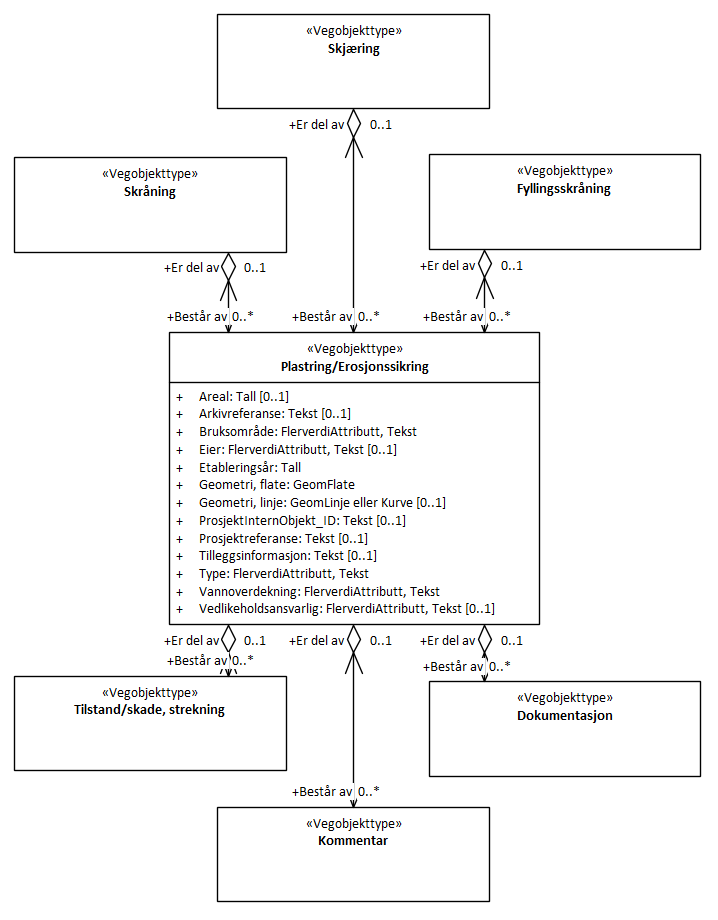 «Vegobjekttype»
Skjæring
+Er del av 0..1
«Vegobjekttype»
Skråning
«Vegobjekttype»
Fyllingsskråning
+Er del av 0..1
+Er del av 0..1
+Består av 0..*
+Består av 0..*
+Består av 0..*
«Vegobjekttype»
Plastring/Erosjonssikring
+ Areal: Tall [0..1]
+ Arkivreferanse: Tekst [0..1]
+ Bruksområde: FlerverdiAttributt, Tekst
+ Eier: FlerverdiAttributt, Tekst [0..1]
+ Etableringsår: Tall
+ Geometri, flate: GeomFlate
+ Geometri, linje: GeomLinje eller Kurve [0..1]
+ ProsjektInternObjekt_ID: Tekst [0..1]
+ Prosjektreferanse: Tekst [0..1]
+ Tilleggsinformasjon: Tekst [0..1]
+ Type: FlerverdiAttributt, Tekst
+ Vannoverdekning: FlerverdiAttributt, Tekst
+ Vedlikeholdsansvarlig: FlerverdiAttributt, Tekst [0..1]
+Er del av 0..1
+Er del av 0..1
+Er del av 0..1
+Består av 0..*
+Består av 0..*
«Vegobjekttype»
Tilstand/skade, strekning
«Vegobjekttype»
Dokumentasjon
+Består av 0..*
«Vegobjekttype»
Kommentar